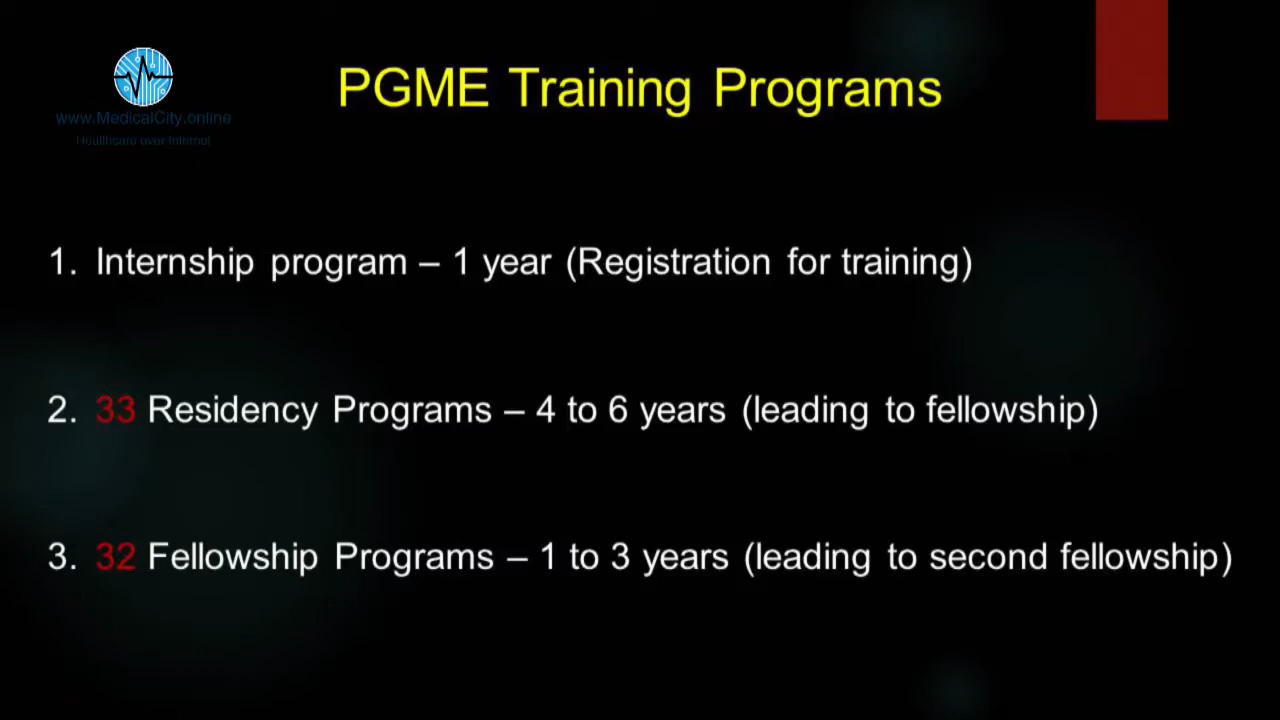 PGME Training Programs
www.MedicalCity.online
Healthcare over Internet
1. Internship program – 1 year (Registration for training)
2. 33 Residency Programs – 4 to 6 years (leading to fellowship)
3. 32 Fellowship Programs – 1 to 3 years (leading to second fellowship)